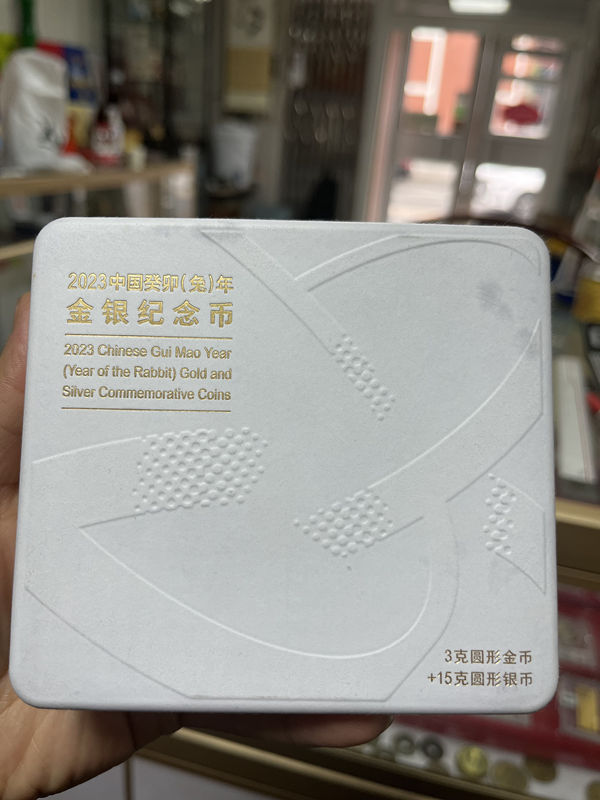 2023中国癸卯(兔)年
金银纪念币
2023 Chinese Gui Mao Year
(Year of the Rabbit) Gold and
Silver Commemorative Coins
3克圆形金币
+15克圆形银币